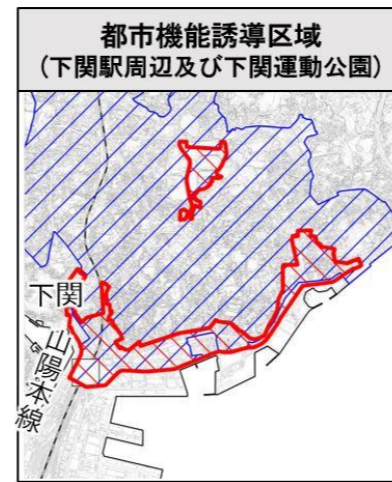 都市機能誘導区域
(下関駅周辺及び下関運動公園)
下関
山陽本線